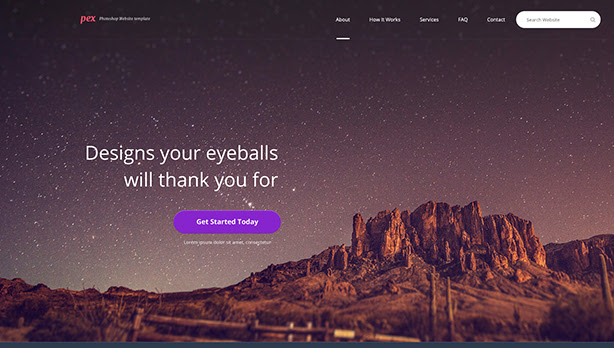 pex Photoshop Website template
About How It Works Services FAQ Contact Search Website
Designs your eyeballs
will thank you for
Get Started Today
Lorem ipsum dolor sit amet, consectetur